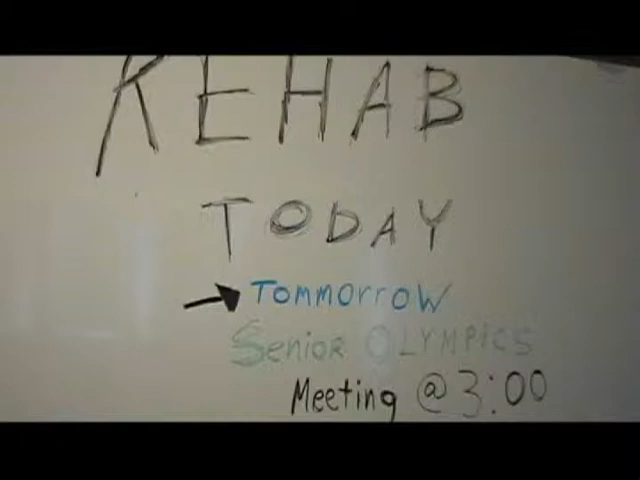 REHAB
TODAY
Tommorrow
Senior OLYMPICS
Meeting @ 3:00